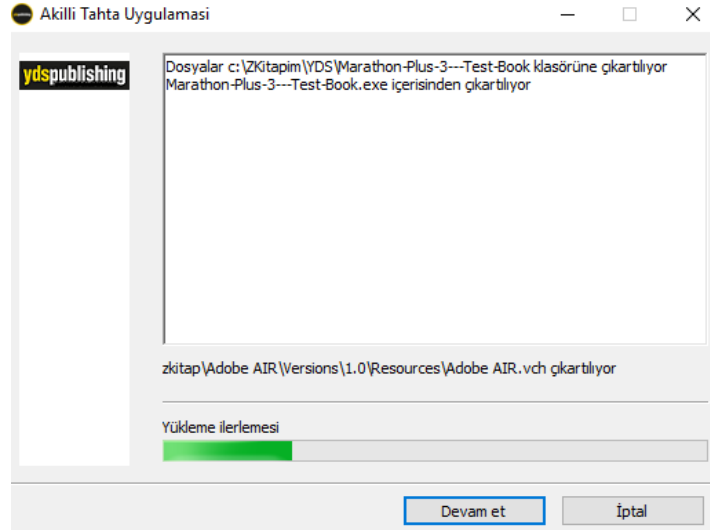 Akilli Tahta Uygulamasi
ydspublishing
Dosyalar c:\ZKitapim\YDS\Marathon-Plus-3---Test-Book klasörüne çıkartılıyor
Marathon-Plus-3---Test-Book.exe içerisinden çıkartılıyor
zkitap\Adobe AIR\Versions\1.0\Resources\Adobe AIR.vch çıkartılıyor
Yükleme ilerlemesi
Devam et
İptal